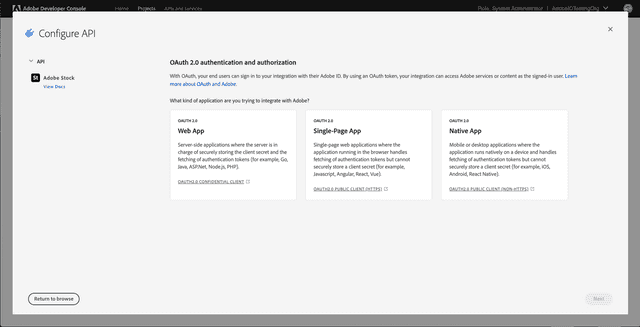 Adobe Developer Console Home Projects APIs and services Role: System Administrator
Configure API
API
St Adobe Stock
View Docs
OAuth 2.0 authentication and authorization
With OAuth, your end users can sign in to your integration with their Adobe ID. By using an OAuth token, your integration can access Adobe services or content as the signed-in user. Learn
more about OAuth and Adobe.
What kind of application are you trying to integrate with Adobe?
OAUTH 2.0
Web App
Server-side applications where the server is
in charge of securely storing the client secret and the
fetching of authentication tokens (for example, Go,
Java, ASP.Net, Node.js, PHP).
OAUTH2.0 CONFIDENTIAL CLIENT
OAUTH 2.0
Single-Page App
Single-page web applications where the
application running in the browser handles
fetching of authentication tokens but cannot
securely store a client secret (for example,
Javascript, Angular, React, Vue).
OAUTH2.0 PUBLIC CLIENT (HTTPS)
OAUTH 2.0
Native App
Mobile or desktop applications where the
application runs natively on a device and handles
fetching of authentication tokens but cannot
securely store a client secret (for example, iOS,
Android, React Native).
OAUTH2.0 PUBLIC CLIENT (NON-HTTPS)
Return to browse
Next